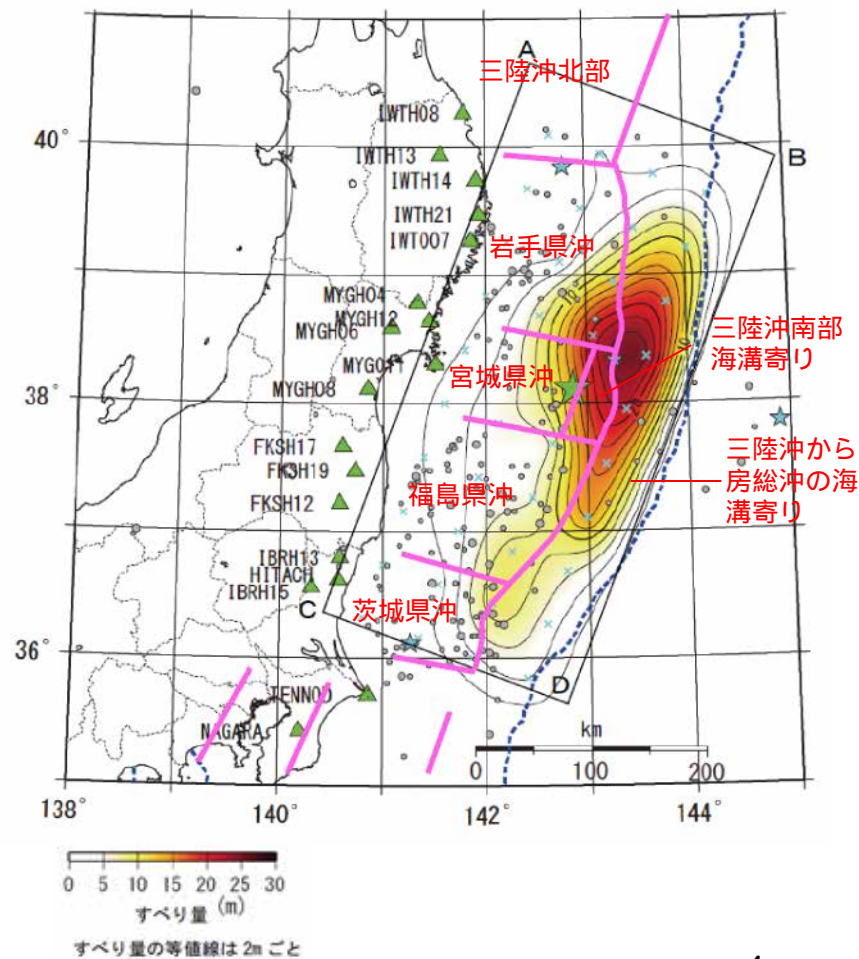 A
三陸沖北部
IWTH08
40°
IWTH13
B
IWTH14
IWTH21
IWT007
岩手県沖
10
MYGH04
MYGH12
MYGH06
三陸沖南部
海溝寄り
MYG011
宮城県沖
MYGH08
38°
FKSH17
FKSH19
三陸沖から
房総沖の海
溝寄り
福島県沖
FKSH12
IBRH13
HITACH
IBRH15
C
茨城県沖
36°
D
TENNOD
NAGARA
km
0 100 200
138° 140° 142° 144°
0 5 10 15 20 25 30
すべり量 (m)
すべり量の等値線は2mごと